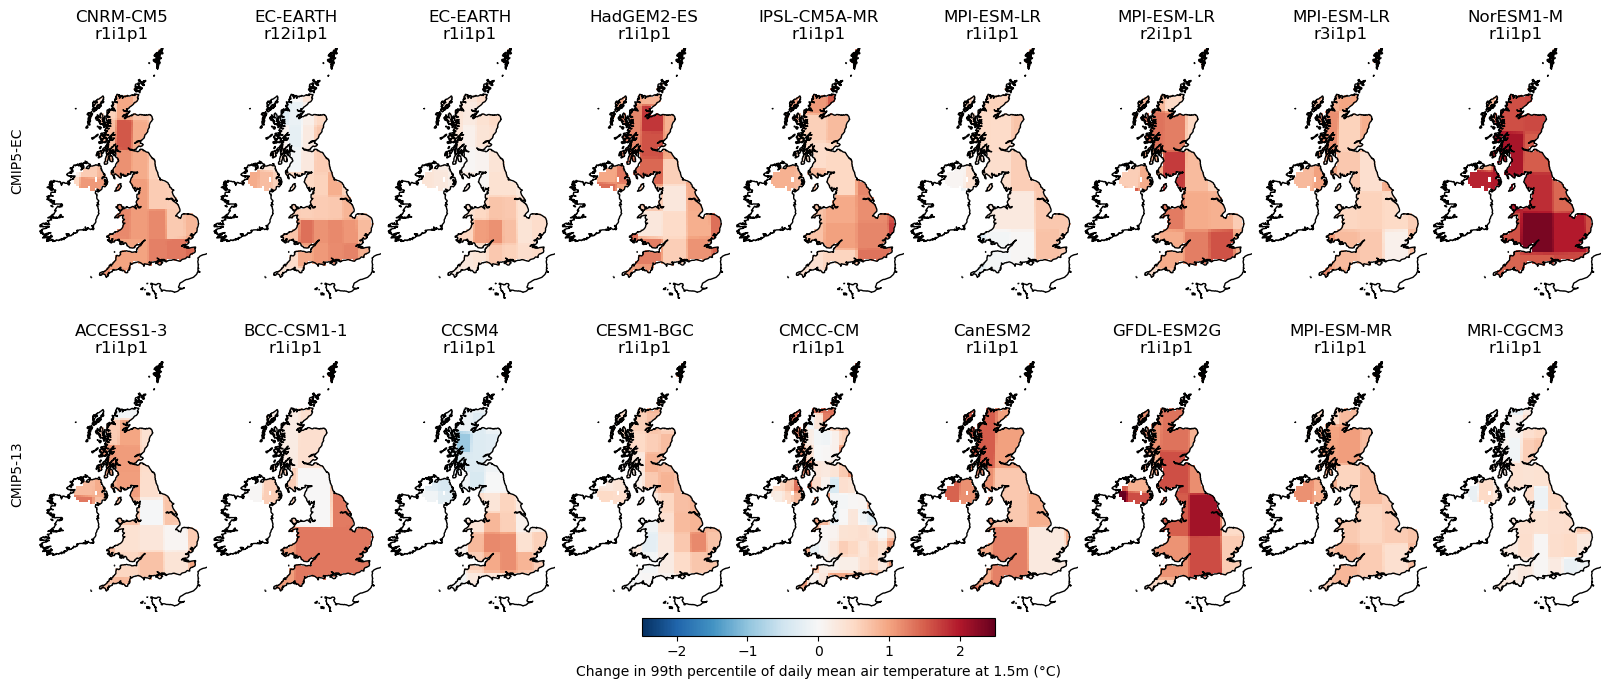 CNRM-CM5
r1i1p1
EC-EARTH
r12i1p1
EC-EARTH
r1i1p1
HadGEM2-ES
r1i1p1
IPSL-CM5A-MR
r1i1p1
MPI-ESM-LR
r1i1p1
MPI-ESM-LR
r2i1p1
MPI-ESM-LR
r3i1p1
NorESM1-M
r1i1p1
CMIP5-EC
ACCESS1-3
r1i1p1
BCC-CSM1-1
r1i1p1
CCSM4
r1i1p1
CESM1-BGC
r1i1p1
CMCC-CM
r1i1p1
CanESM2
r1i1p1
GFDL-ESM2G
r1i1p1
MPI-ESM-MR
r1i1p1
MRI-CGCM3
r1i1p1
CMIP5-13
−2 −1 0 1 2
Change in 99th percentile of daily mean air temperature at 1.5m (°C)